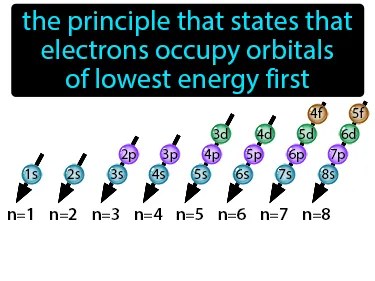 the principle that states that
electrons occupy orbitals
of lowest energy first
4f 5f
3d 4d 5d 6d
2p 3p 4p 5p 6p 7p
1s 2s 3s 4s 5s 6s 7s 8s
n=1 n=2 n=3 n=4 n=5 n=6 n=7 n=8